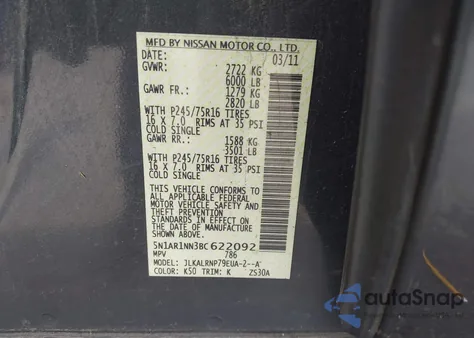 MFD BY NISSAN MOTOR CO., LTD.
DATE: 03/11
GVWR: 2722 KG
6000 LB
GAWR FR.: 1279 KG
2820 LB
WITH P245/75R16 TIRES
16 X 7.0 RIMS AT 35 PSI
COLD SINGLE
GAWR RR.: 1588 KG
3501 LB
WITH P245/75R16 TIRES
16 X 7.0 RIMS AT 35 PSI
COLD SINGLE
THIS VEHICLE CONFORMS TO
ALL APPLICABLE FEDERAL
MOTOR VEHICLE SAFETY AND
THEFT PREVENTION
STANDARDS IN EFFECT ON
THE DATE OF MANUFACTURE
SHOWN ABOVE.
5N1AR1NN3BC622092
MPV 786
MODEL: JLKALRNP79EUA-2--A
COLOR: K50 TRIM: K ZS30A
autoSnap